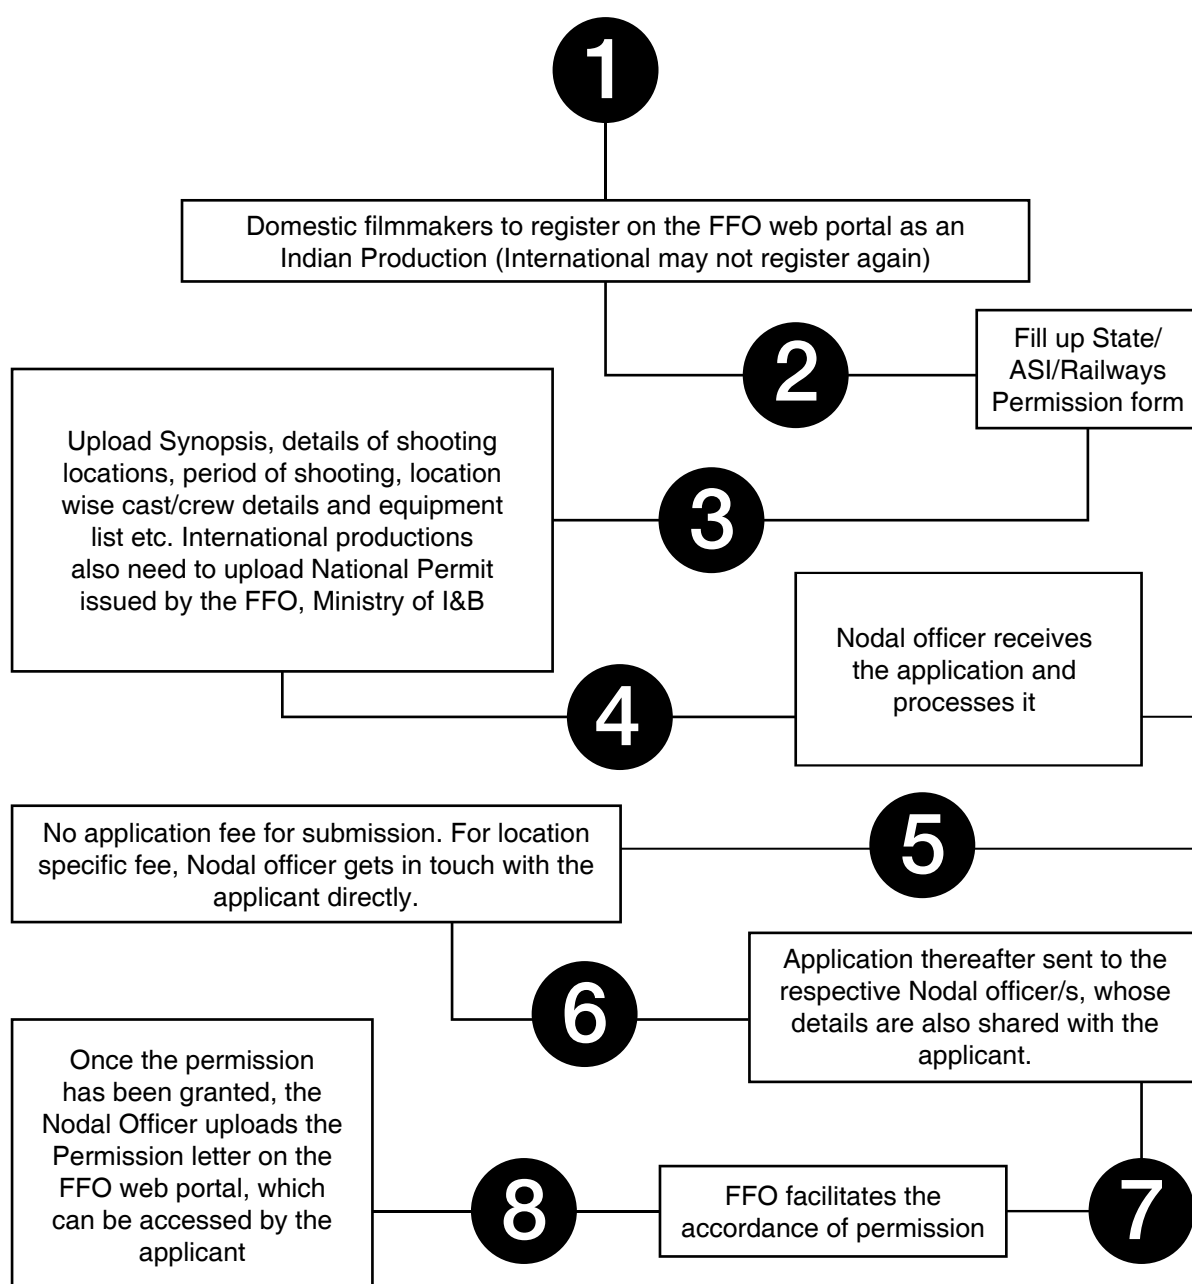 1
Domestic filmmakers to register on the FFO web portal as an
Indian Production (International may not register again)
2
Fill up State/
ASI/Railways
Permission form
3
Upload Synopsis, details of shooting
locations, period of shooting, location
wise cast/crew details and equipment
list etc. International productions
also need to upload National Permit
issued by the FFO, Ministry of I&B
4
Nodal officer receives
the application and
processes it
5
No application fee for submission. For location
specific fee, Nodal officer gets in touch with the
applicant directly.
6
Application thereafter sent to the
respective Nodal officer/s, whose
details are also shared with the
applicant.
7
FFO facilitates the
accordance of permission
8
Once the permission
has been granted, the
Nodal Officer uploads the
Permission letter on the
FFO web portal, which
can be accessed by the
applicant